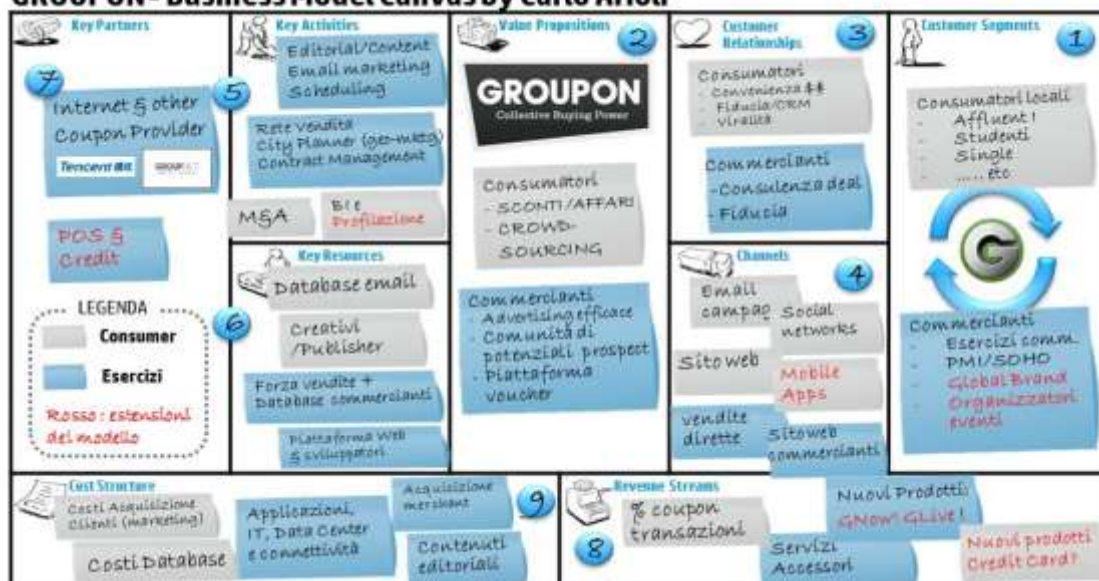 GROUPON - Business Model Canvas by Carlo Arioli
Key Partners
7
Internet & other
Coupon Provider
Tencent
POS &
Credit
LEGENDA
Consumer
Esercizi
Rosso: estensioni
del modello
Key Activities
5
Editorial/Content
Email marketing
Scheduling
Rete vendita
City Planner (geo-mktg)
Contract Management
M&A
BI e
Profilazione
Key Resources
6
Database email
Creativi
/Publisher
Forza vendite +
Database commercianti
Piattaforma Web
& sviluppatori
Value Propositions
2
GROUPON
Collective Buying Power
Consumatori
- SCONTI/AFFARI
- CROWD-
SOURCING
Commercianti
- Advertising efficace
- Comunità di
potenziali prospect
- Piattaforma
voucher
Customer
Relationships
3
Consumatori
- Convenienza $$
- Fiducia/CRM
- Viralità
Commercianti
- Consulenza deal
- Fiducia
Channels
4
Email
campag
Social
networks
Sito web
Mobile
Apps
vendite
dirette
Sitoweb
commercianti
Customer Segments
1
Consumatori locali
- Affluent!
- Studenti
- Single
- .....etc
G
Commercianti
- Esercizi comm.
- PMI/SOHO
- Global Brand
- Organizzatori
eventi
Cost Structure
9
Costi Acquisizione
Clienti (marketing)
Costi Database
Applicazioni,
IT, Data Center
e connettività
Acquisizione
merchant
Contenuti
editoriali
Revenue Streams
8
% coupon
transazioni
Servizi
Accessori
Nuovi Prodotti:
GNow! GLive!
Nuovi prodotti
Credit Card?